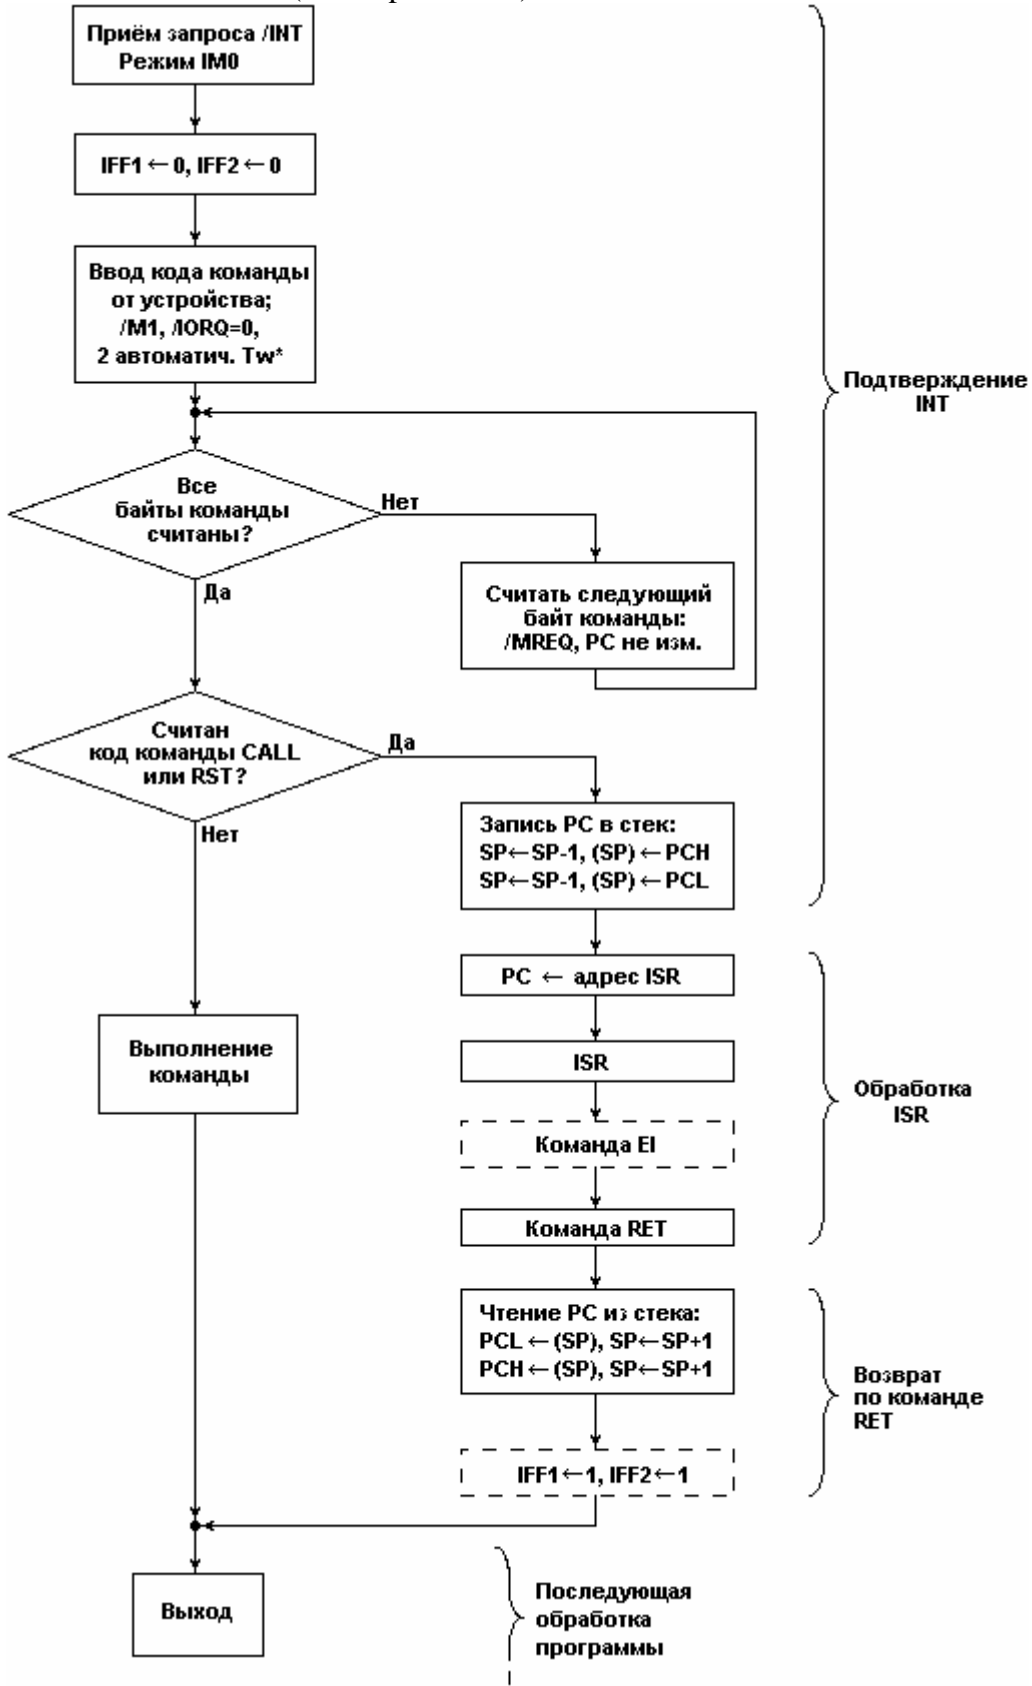 Приём запроса /INT
Режим IM0
IFF1 ← 0, IFF2 ← 0
Ввод кода команды
от устройства;
/M1, /IORQ=0,
2 автоматич. Tw*
Подтверждение
INT
Все
байты команды
считаны?
Нет
Да
Считать следующий
байт команды:
/MREQ, PC не изм.
Считан
код команды CALL
или RST?
Да
Нет
Запись PC в стек:
SP←SP-1, (SP) ← PCH
SP←SP-1, (SP) ← PCL
PC ← адрес ISR
ISR
Выполнение
команды
Команда EI
Команда RET
Обработка
ISR
Чтение PC из стека:
PCL ← (SP), SP←SP+1
PCH ← (SP), SP←SP+1
IFF1←1, IFF2←1
Возврат
по команде
RET
Выход
Последующая
обработка
программы